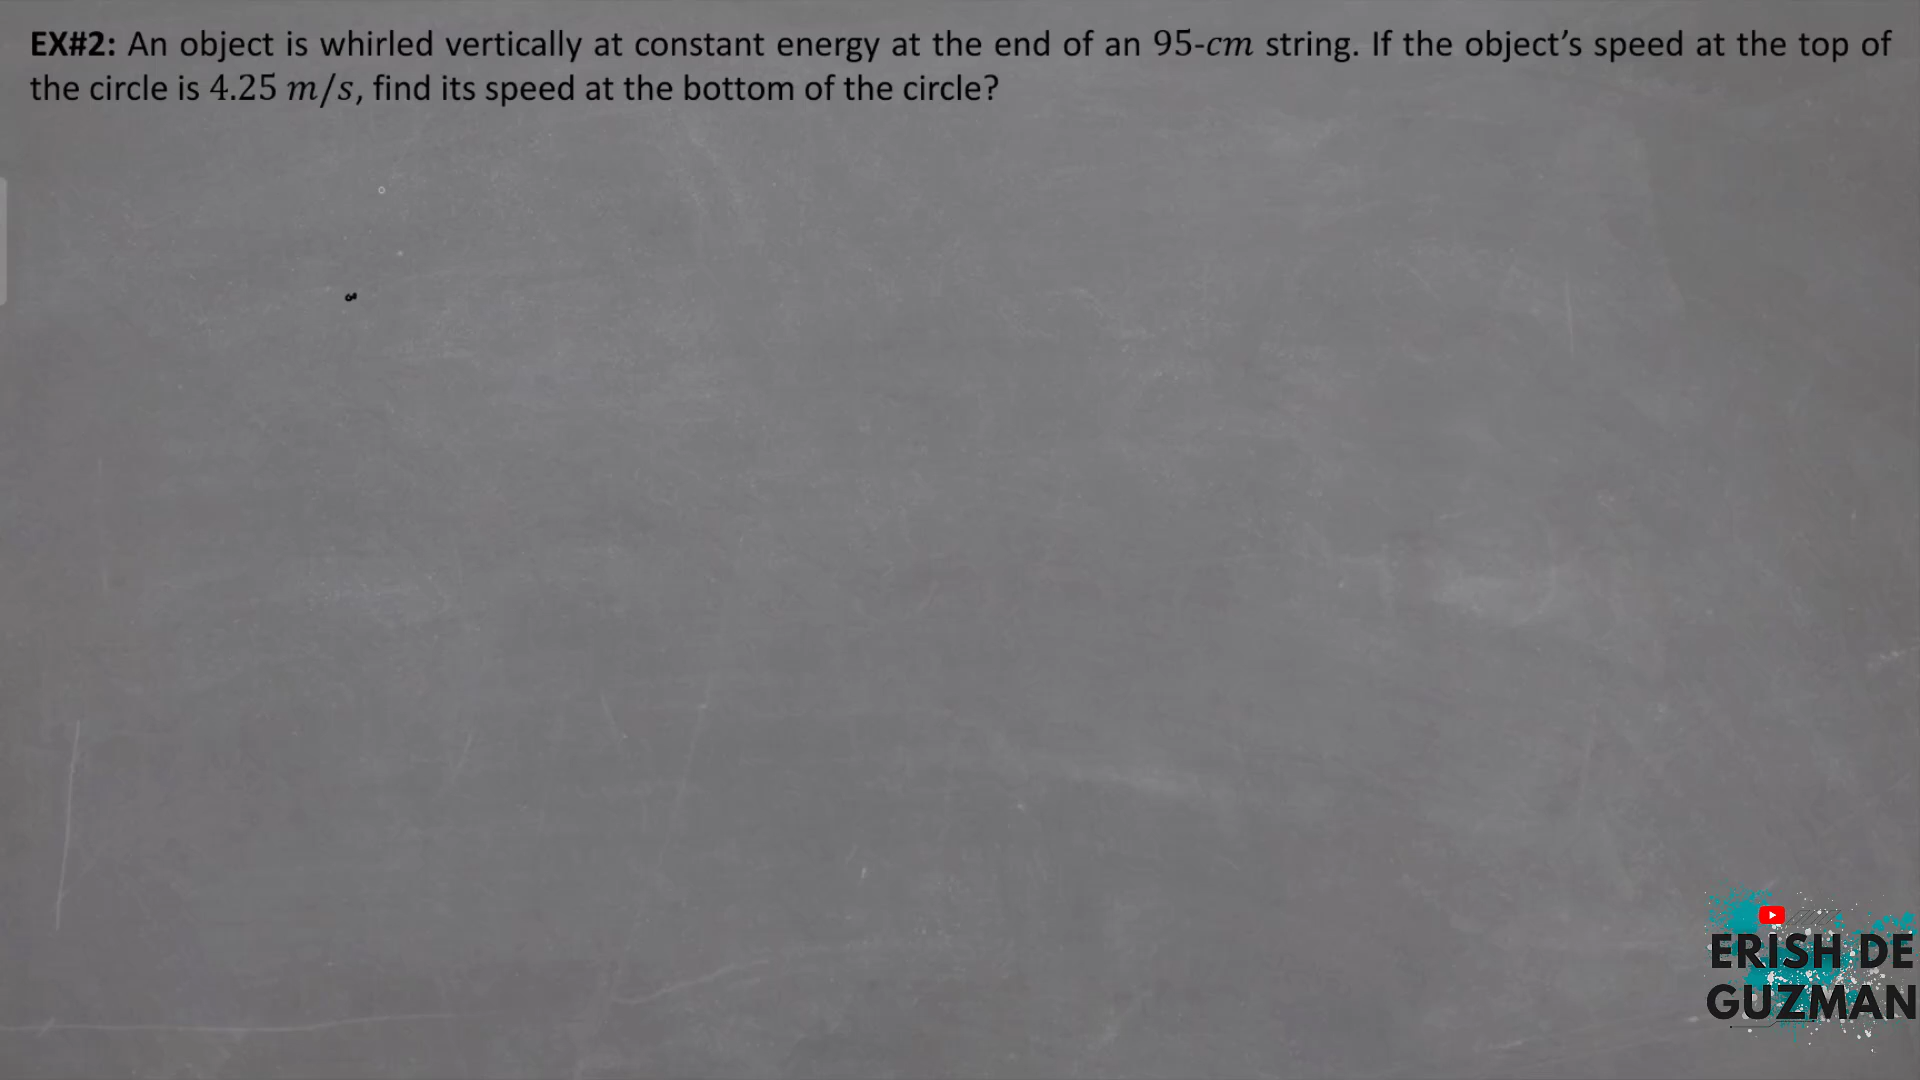 EX#2: An object is whirled vertically at constant energy at the end of an 95-cm string. If the object’s speed at the top of
the circle is 4.25 m/s, find its speed at the bottom of the circle?
ERISH DE
GUZMAN